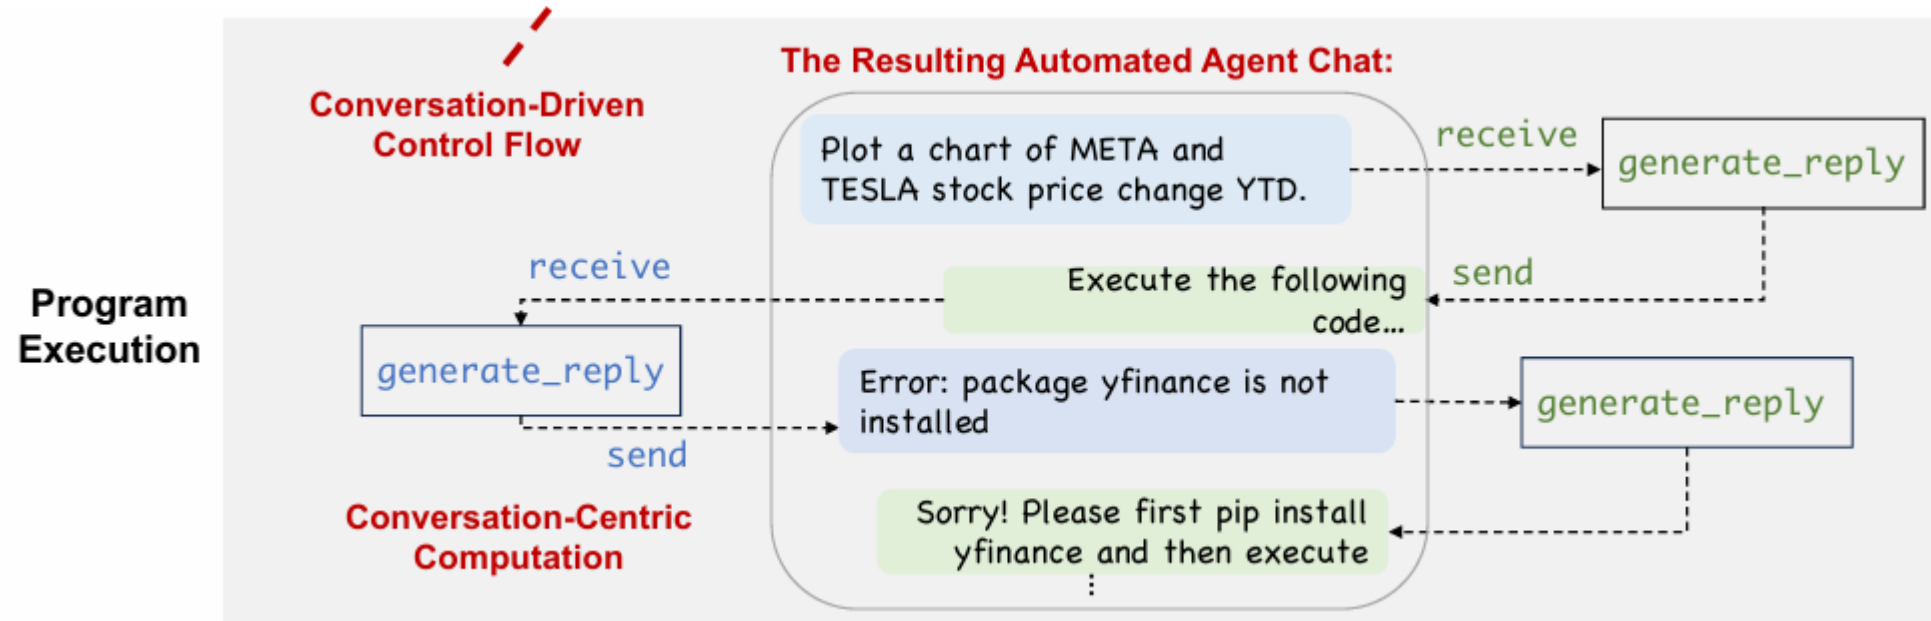 The Resulting Automated Agent Chat:
Conversation-Driven
Control Flow
Plot a chart of META and
TESLA stock price change YTD.
receive
generate_reply
receive
Execute the following
code...
send
Program
Execution
generate_reply
Error: package yfinance is not
installed
generate_reply
send
Conversation-Centric
Computation
Sorry! Please first pip install
yfinance and then execute
⋮